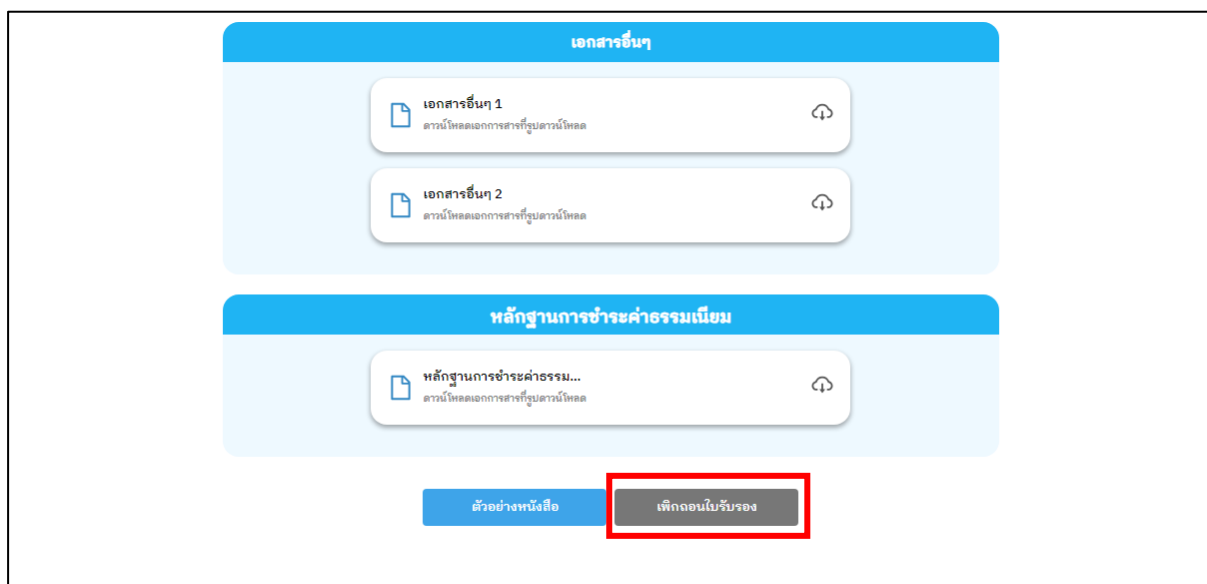 เอกสารอื่นๆ
เอกสารอื่นๆ 1
ดาวน์โหลดเอกการสารที่รูปดาวน์โหลด
เอกสารอื่นๆ 2
ดาวน์โหลดเอกการสารที่รูปดาวน์โหลด
หลักฐานการชำระค่าธรรมเนียม
หลักฐานการชำระค่าธรรม...
ดาวน์โหลดเอกการสารที่รูปดาวน์โหลด
ตัวอย่างหนังสือ
เพิกถอนใบรับรอง